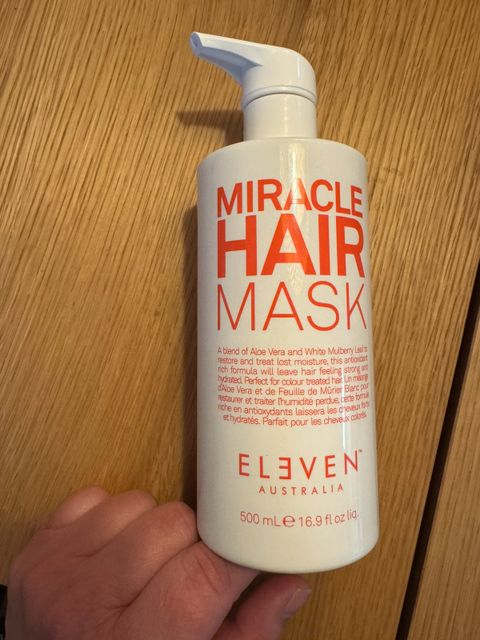 MIRACLE
HAIR
MASK
A blend of Aloe Vera and White Mulberry Leaf to
restore and treat lost moisture, this antioxidant
rich formula will leave hair feeling strong and
hydrated. Perfect for colour treated hair. Un mélange
d'Aloe Vera et de Feuille de Mûrier Blanc pour
restaurer et traiter l'humidité perdue, cette formule
riche en antioxydants laissera les cheveux forts
et hydratés. Parfait pour les cheveux colorés.
ELEVEN™
AUSTRALIA
500 mL℮16.9 fl oz liq.